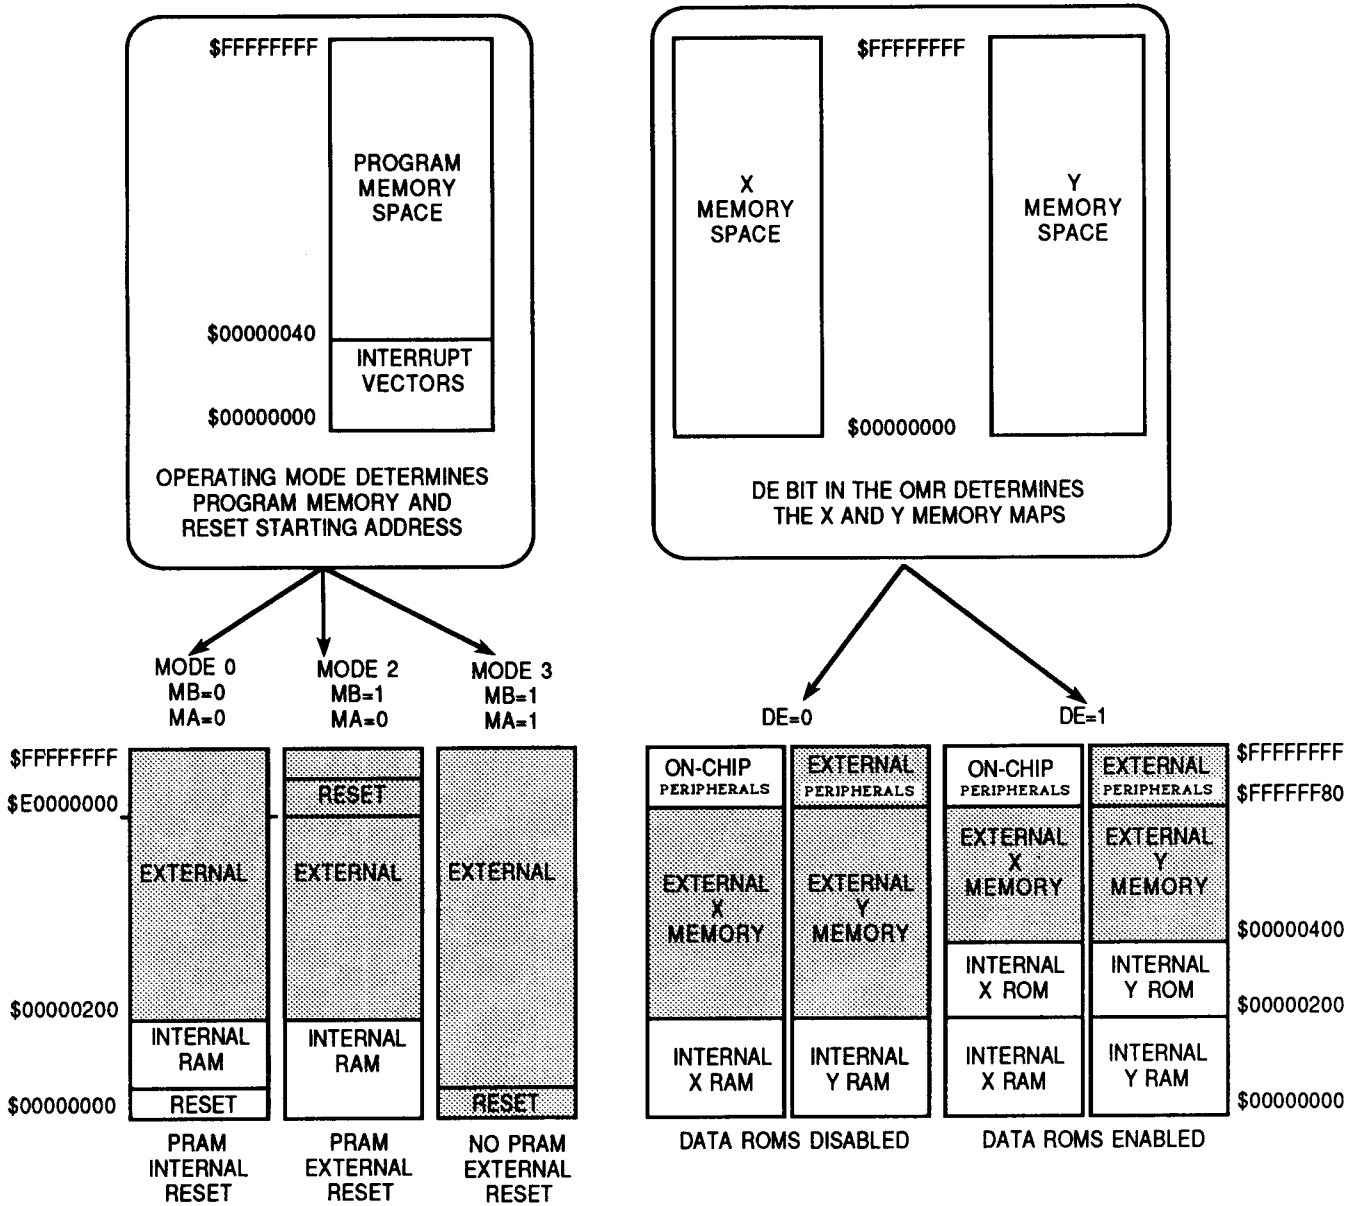 $FFFFFFFF
PROGRAM
MEMORY
SPACE
$00000040
INTERRUPT
VECTORS
$00000000
OPERATING MODE DETERMINES
PROGRAM MEMORY AND
RESET STARTING ADDRESS
$FFFFFFFF
X
MEMORY
SPACE
Y
MEMORY
SPACE
$00000000
DE BIT IN THE OMR DETERMINES
THE X AND Y MEMORY MAPS
MODE 0
MB=0
MA=0
MODE 2
MB=1
MA=0
MODE 3
MB=1
MA=1
$FFFFFFFF
$E0000000
$00000200
$00000000
EXTERNAL
INTERNAL
RAM
RESET
PRAM
INTERNAL
RESET
RESET
EXTERNAL
INTERNAL
RAM
PRAM
EXTERNAL
RESET
EXTERNAL
RESET
NO PRAM
EXTERNAL
RESET
DE=0
ON-CHIP
PERIPHERALS
EXTERNAL
X
MEMORY
INTERNAL
X RAM
EXTERNAL
PERIPHERALS
EXTERNAL
Y
MEMORY
INTERNAL
Y RAM
DATA ROMS DISABLED
DE=1
ON-CHIP
PERIPHERALS
EXTERNAL
X
MEMORY
INTERNAL
X ROM
INTERNAL
X RAM
EXTERNAL
PERIPHERALS
EXTERNAL
Y
MEMORY
INTERNAL
Y ROM
INTERNAL
Y RAM
DATA ROMS ENABLED
$FFFFFFFF
$FFFFFF80
$00000400
$00000200
$00000000